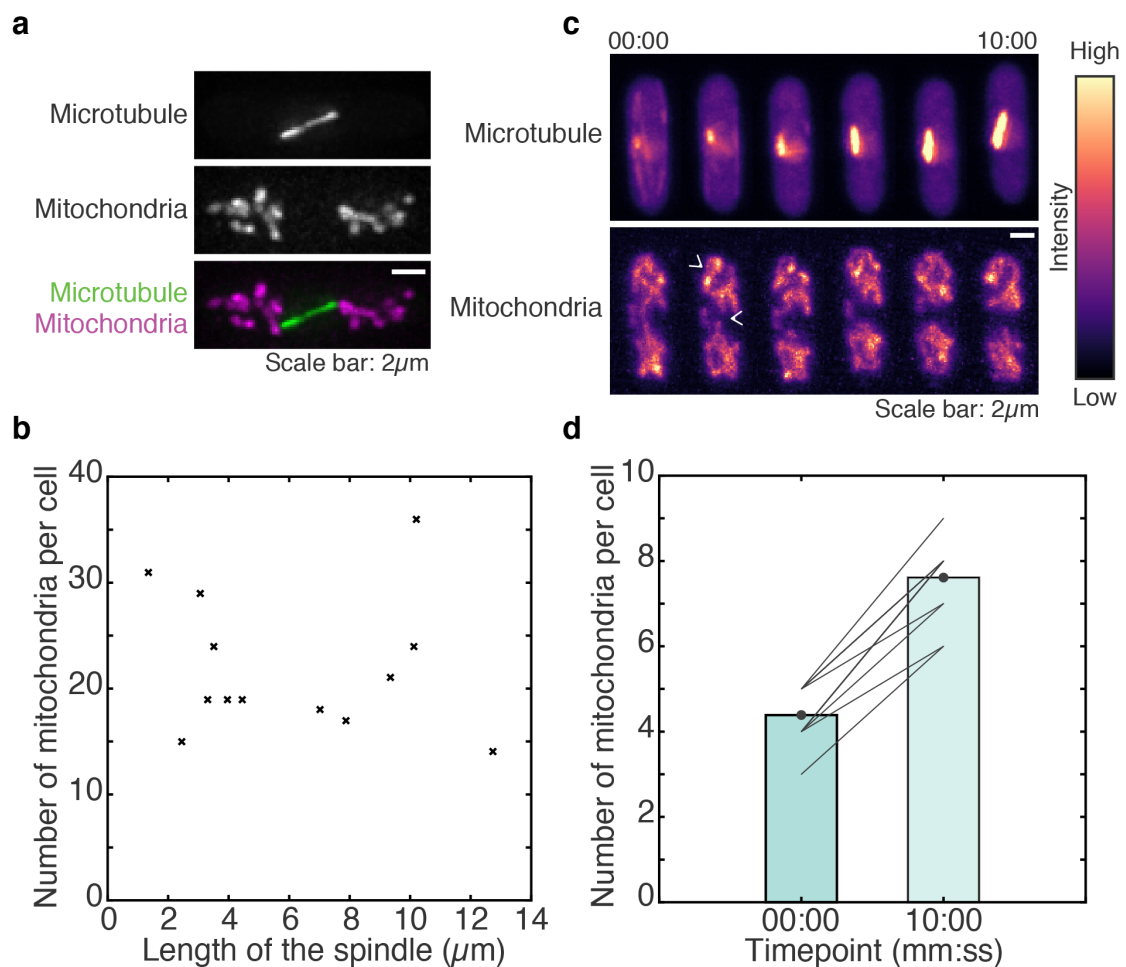 a
Microtubule
Mitochondria
Microtubule
Mitochondria
Scale bar: 2µm
c
00:00 10:00
Microtubule
Mitochondria
Scale bar: 2µm
High
Intensity
Low
b
Number of mitochondria per cell
40
30
20
10
0
0 2 4 6 8 10 12 14
Length of the spindle (µm)
d
Number of mitochondria per cell
10
8
6
4
2
0
00:00 10:00
Timepoint (mm:ss)